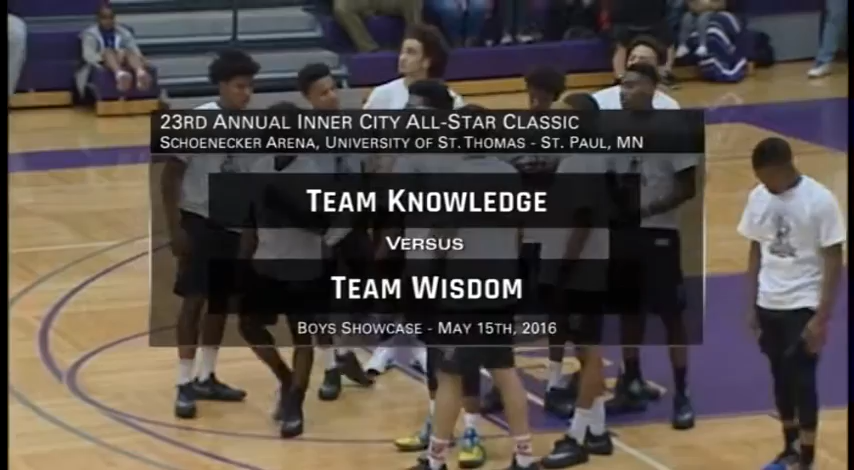 23RD ANNUAL INNER CITY ALL-STAR CLASSIC
SCHOENECKER ARENA, UNIVERSITY OF ST. THOMAS - ST. PAUL, MN
TEAM KNOWLEDGE
VERSUS
TEAM WISDOM
BOYS SHOWCASE - MAY 15TH, 2016